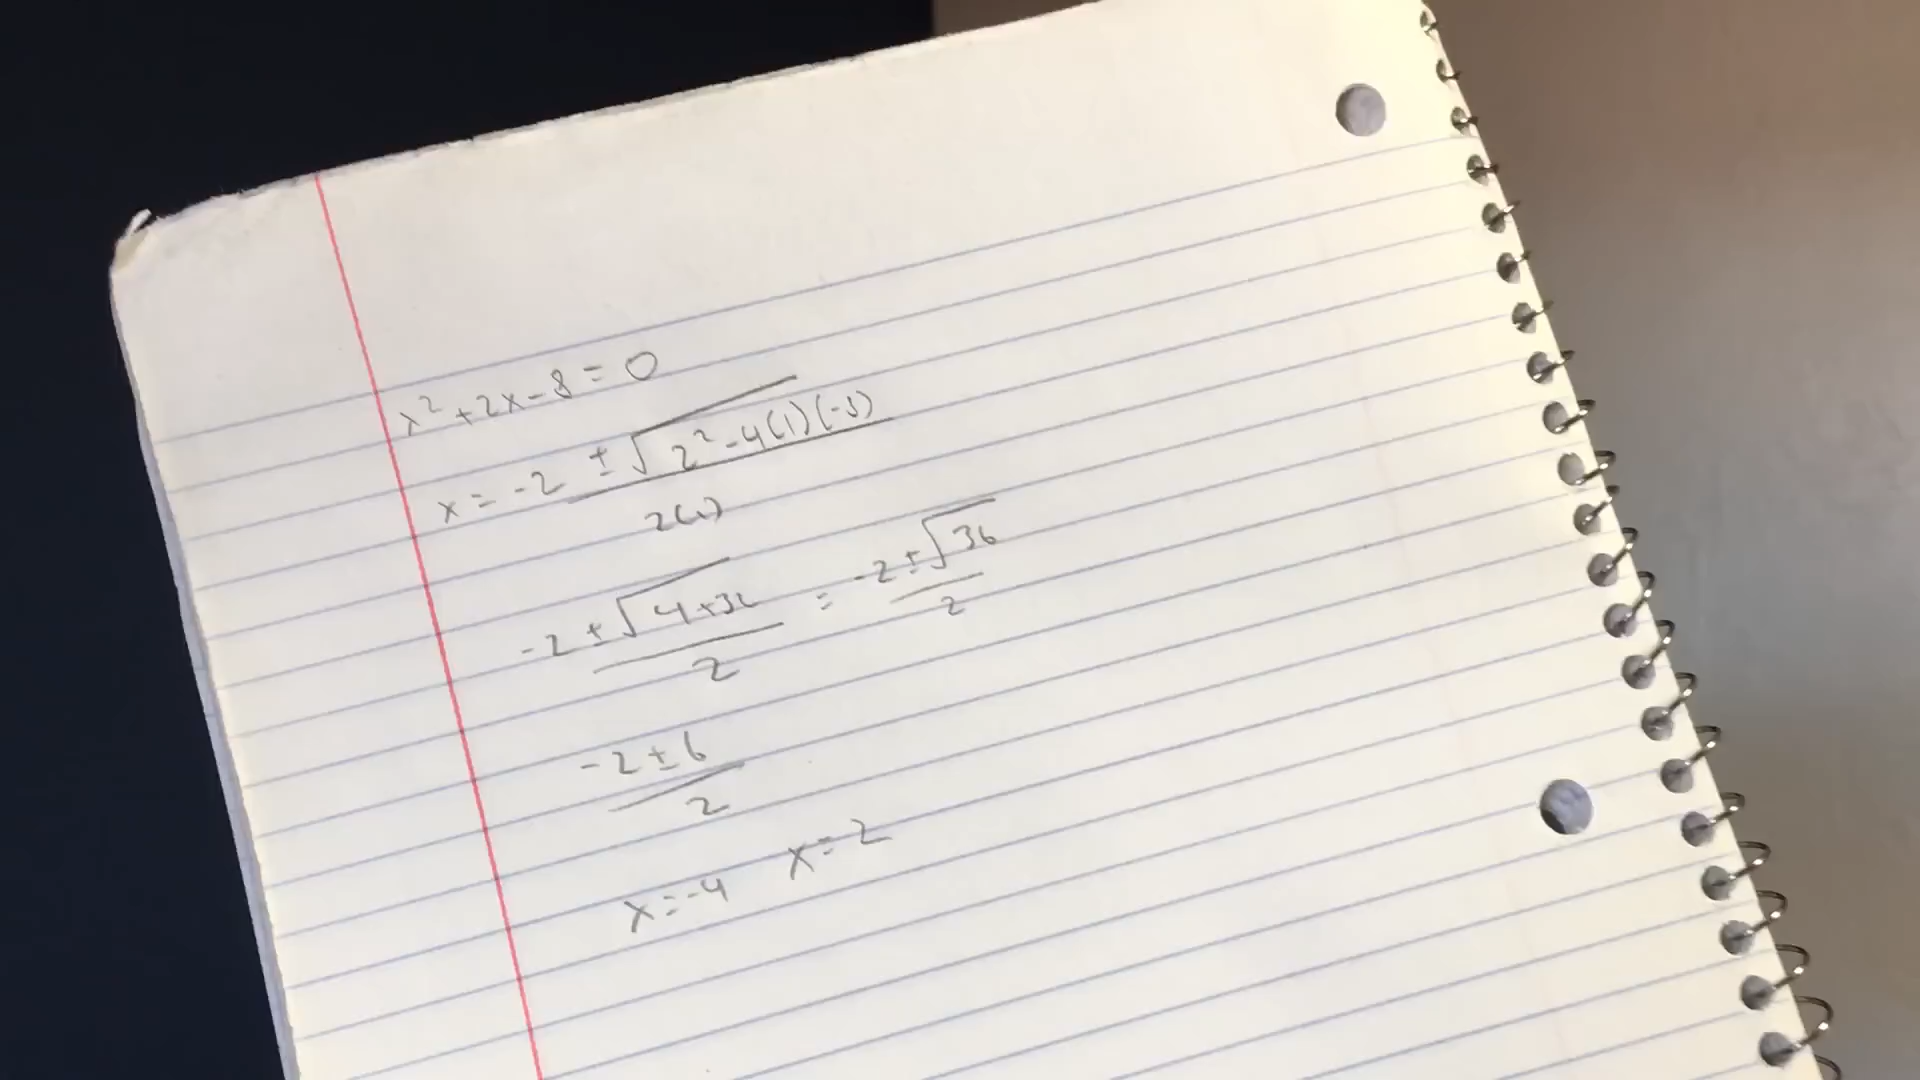 x² + 2x - 8 = 0
x = -2 ± √2² - 4(1)(-8)
2(1)
-2 ± √4 + 32 = -2 ± √36
2 2
-2 ± 6
2
x = -4 x = 2